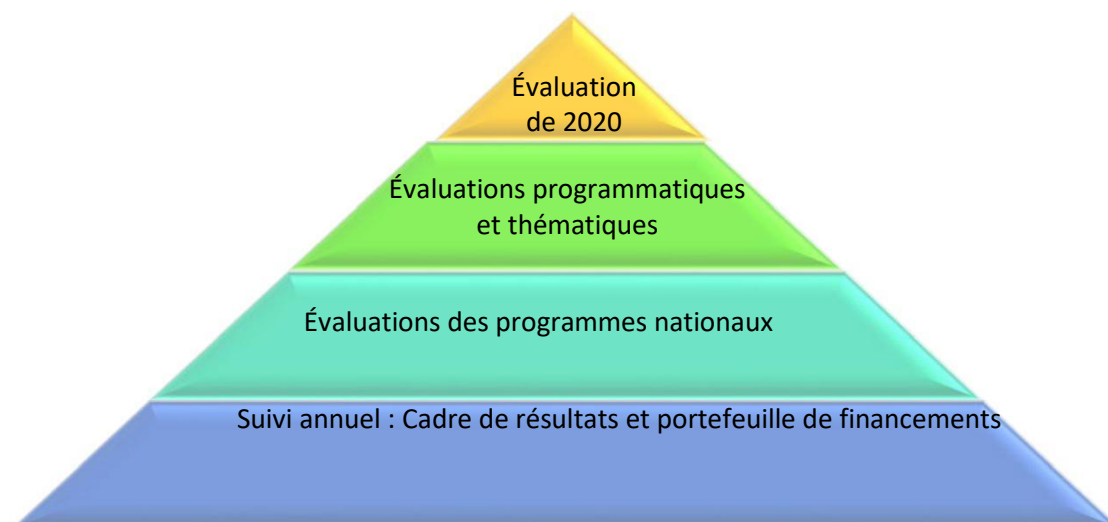 Évaluation
de 2020
Évaluations programmatiques
et thématiques
Évaluations des programmes nationaux
Suivi annuel : Cadre de résultats et portefeuille de financements